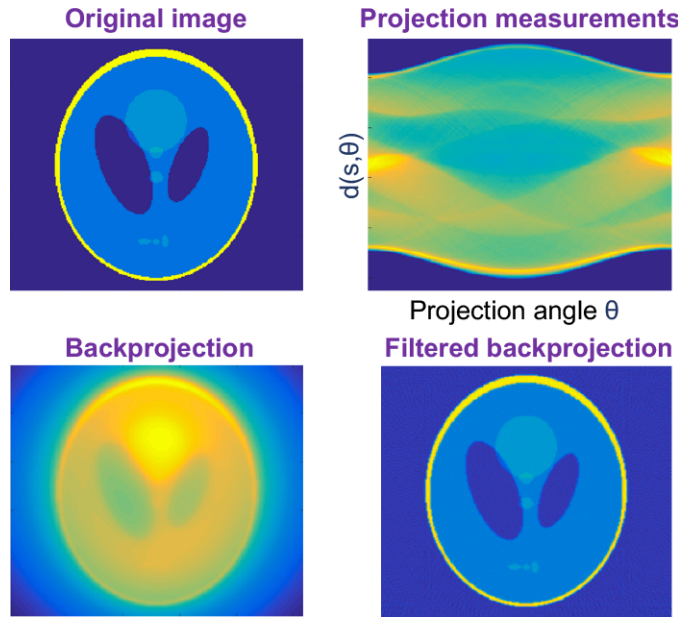 Original image
Projection measurements
d(s,θ)
Projection angle θ
Backprojection
Filtered backprojection